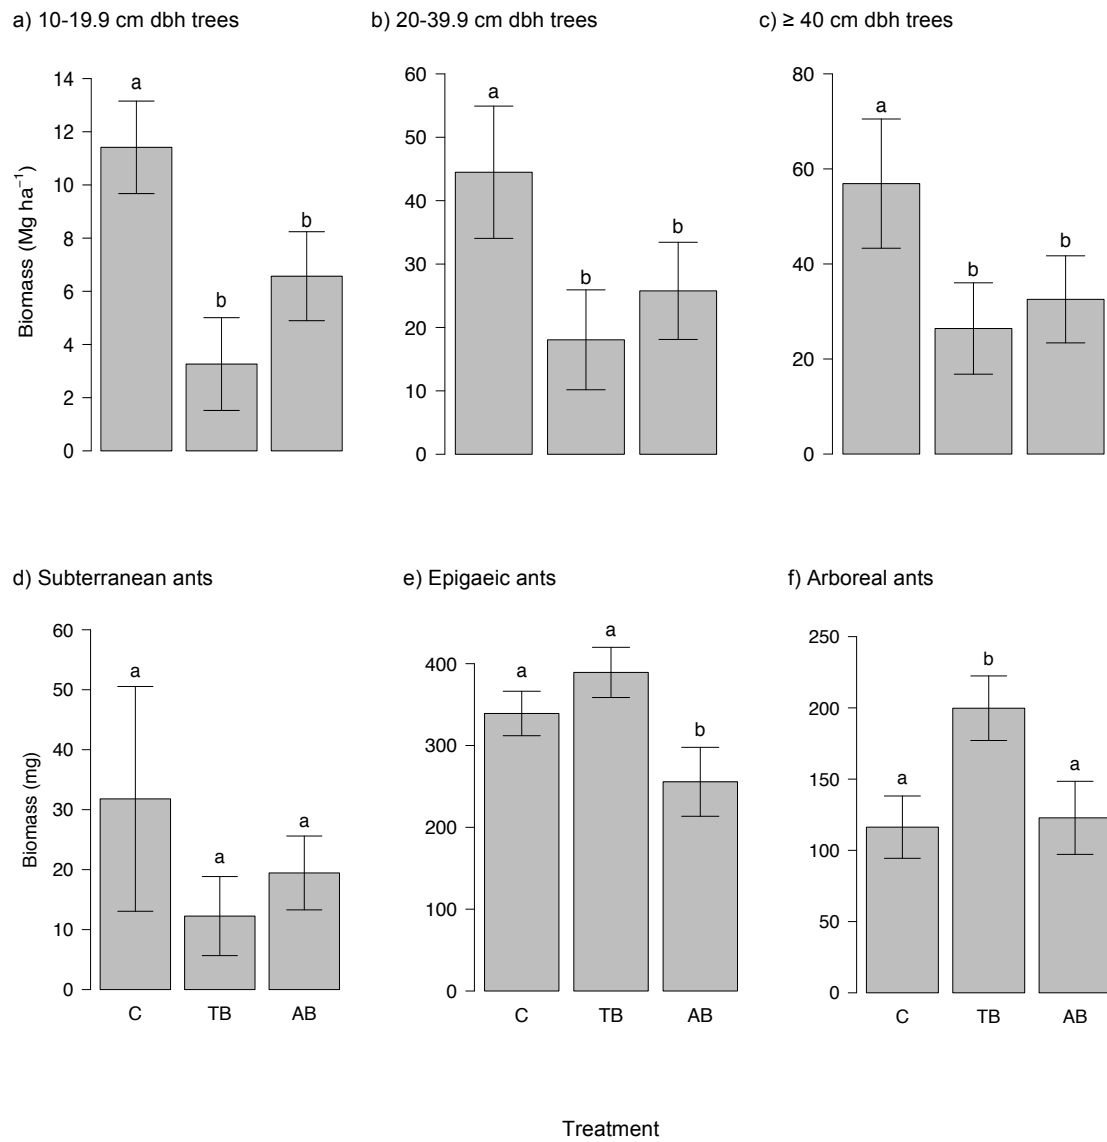 a) 10-19.9 cm dbh trees
b) 20-39.9 cm dbh trees
c) ≥ 40 cm dbh trees
Biomass (Mg ha⁻¹)
14
12
10
8
6
4
2
0
a
b
b
60
50
40
30
20
10
0
a
b
b
80
60
40
20
0
a
b
b
d) Subterranean ants
e) Epigaeic ants
f) Arboreal ants
Biomass (mg)
60
50
40
30
20
10
0
a
a
a
C TB AB
400
300
200
100
0
a
a
b
C TB AB
250
200
150
100
50
0
a
b
a
C TB AB
Treatment